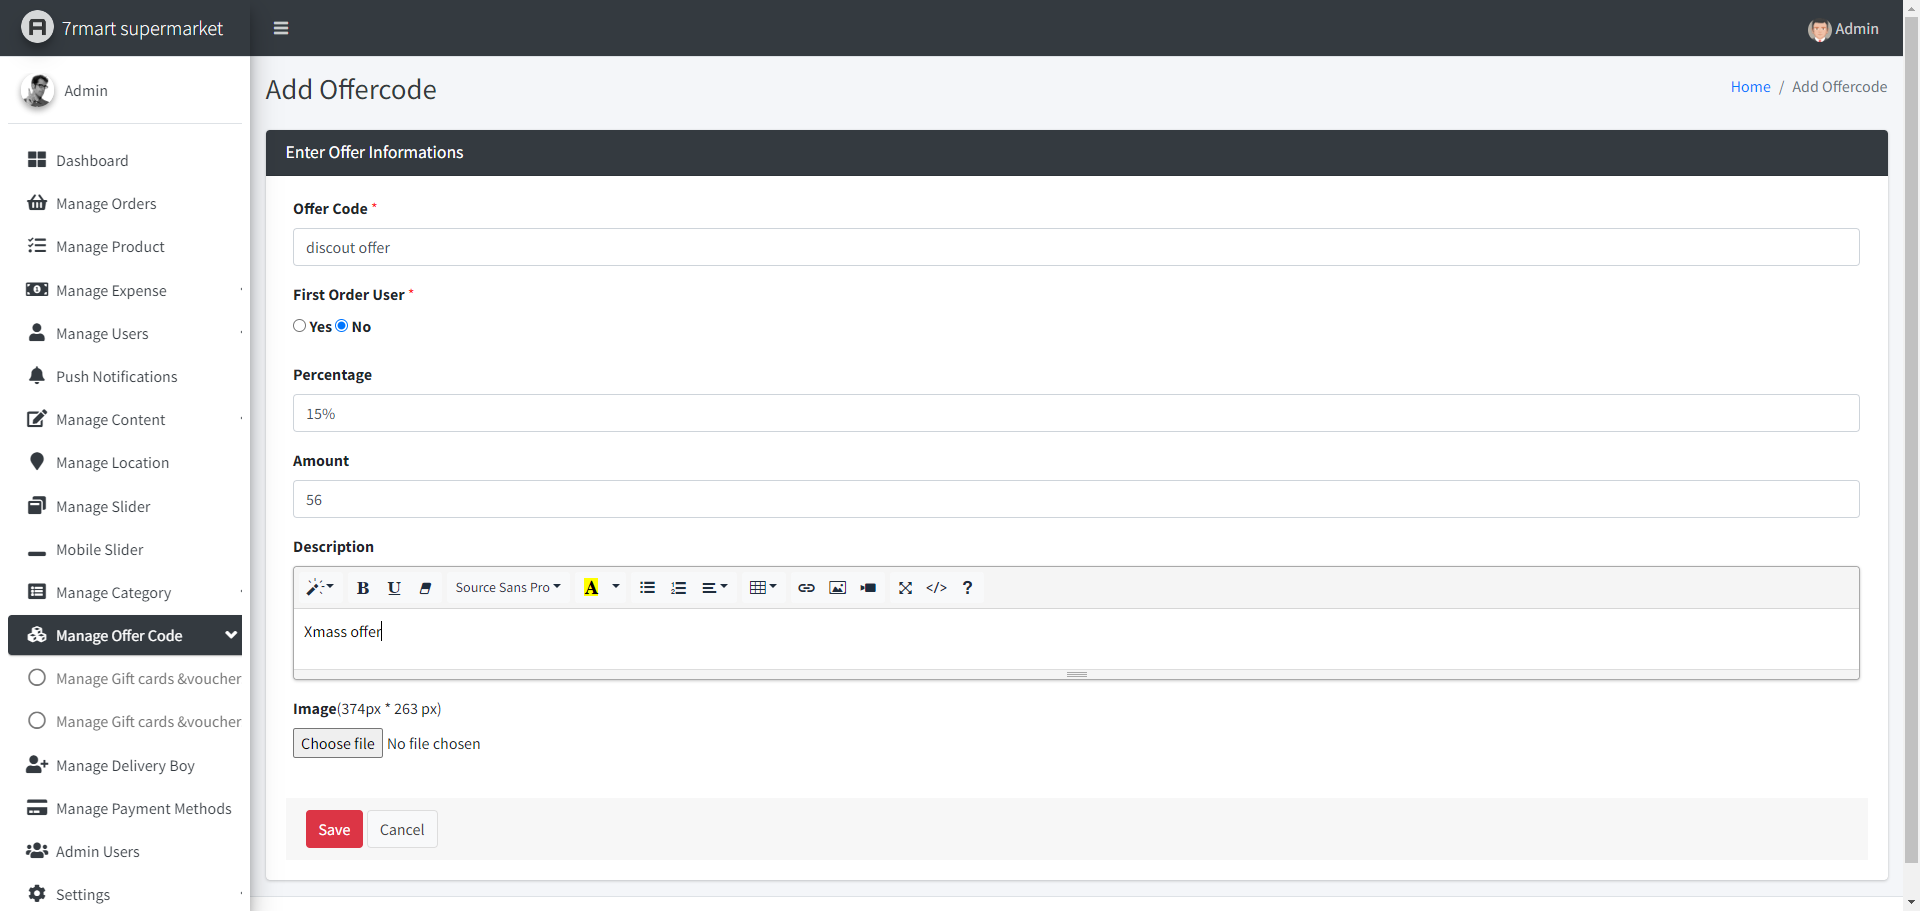 7rmart supermarket
Admin
Admin
Add Offercode
Home / Add Offercode
Dashboard
Manage Orders
Manage Product
Manage Expense
Manage Users
Push Notifications
Manage Content
Manage Location
Manage Slider
Mobile Slider
Manage Category
Manage Offer Code
Manage Gift cards &voucher
Manage Gift cards &voucher
Manage Delivery Boy
Manage Payment Methods
Admin Users
Settings
Enter Offer Informations
Offer Code *
discout offer
First Order User *
Yes No
Percentage
15%
Amount
56
Description
B U Source Sans Pro A </> ?
Xmass offer
Image(374px * 263 px)
Choose file No file chosen
Save Cancel